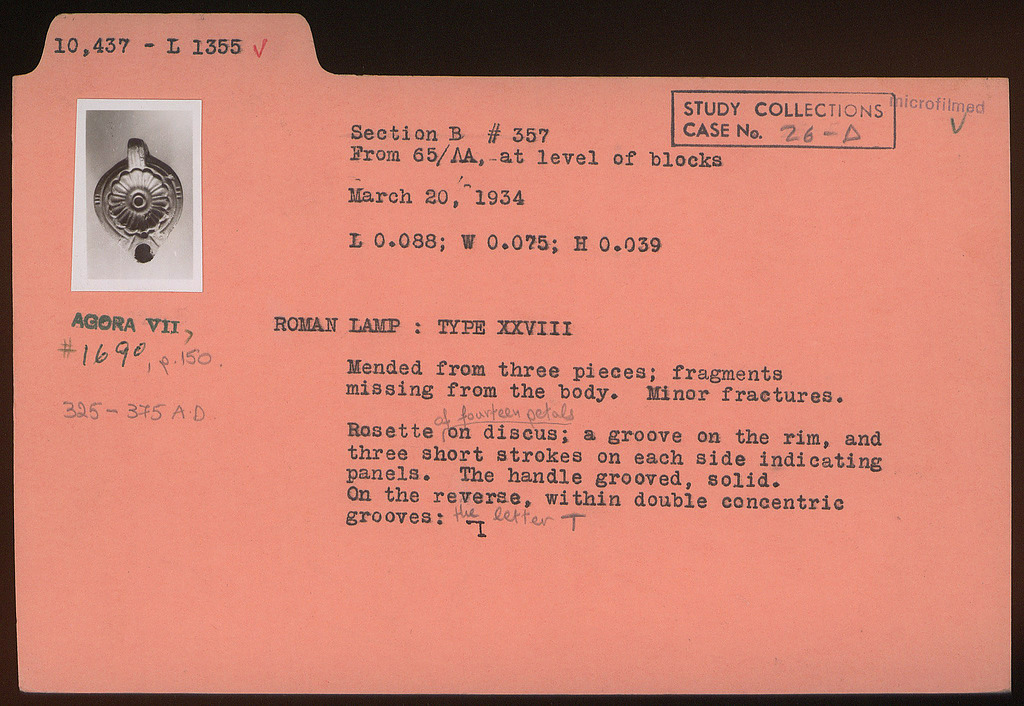 10,437 - L 1355 √
STUDY COLLECTIONS
CASE No. 26-Δ
microfilmed
√
Section B # 357
From 65/ΛΑ, at level of blocks
March 20, 1934
L 0.088; W 0.075; H 0.039
AGORA VII,
#1690, p.150.
325-375 A.D
ROMAN LAMP : TYPE XXVIII
Mended from three pieces; fragments
missing from the body. Minor fractures.
of fourteen petals
Rosette on discus; a groove on the rim, and
three short strokes on each side indicating
panels. The handle grooved, solid.
On the reverse, within double concentric
grooves: the letter T
T